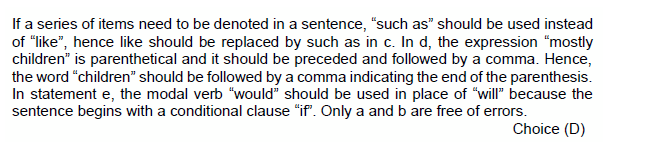 If a series of items need to be denoted in a sentence, “such as” should be used instead
of “like”, hence like should be replaced by such as in c. In d, the expression “mostly
children” is parenthetical and it should be preceded and followed by a comma. Hence,
the word “children” should be followed by a comma indicating the end of the parenthesis.
In statement e, the modal verb “would” should be used in place of “will” because the
sentence begins with a conditional clause “if”. Only a and b are free of errors.
Choice (D)